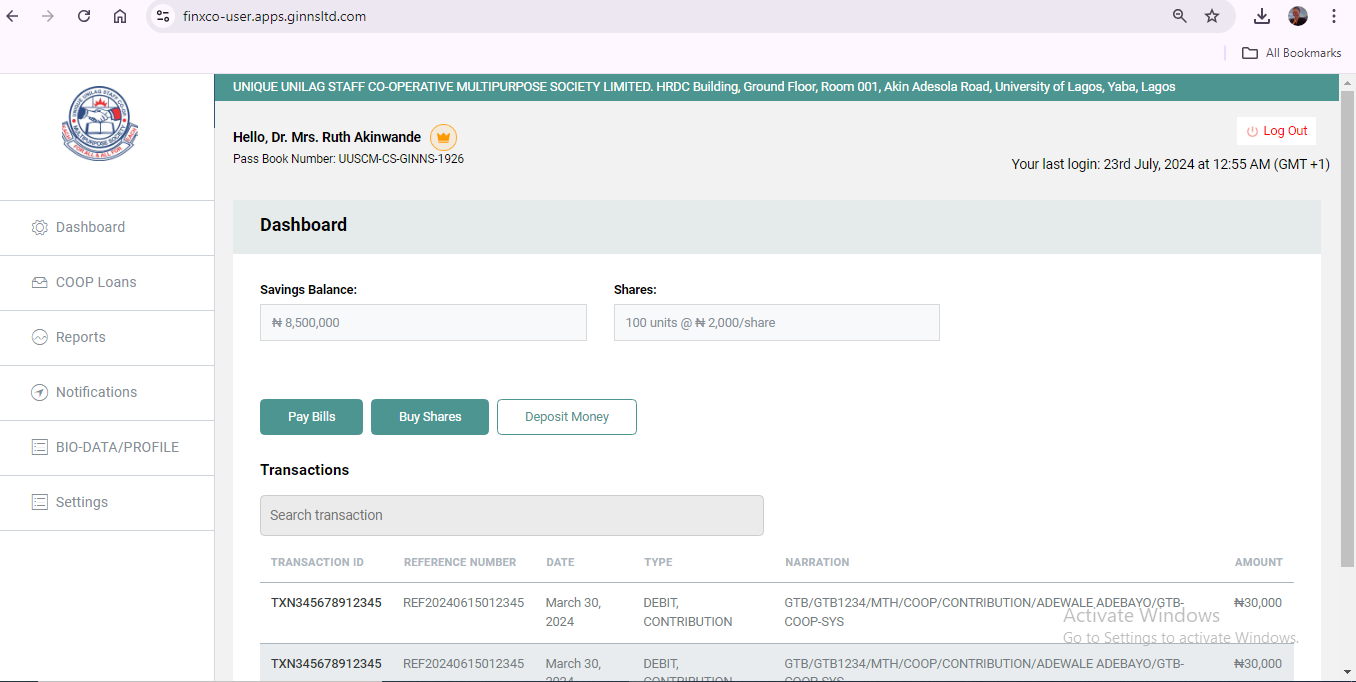 finxco-user.apps.ginnsltd.com
All Bookmarks
UNIQUE UNILAG STAFF CO-OPERATIVE MULTIPURPOSE SOCIETY LIMITED. HRDC Building, Ground Floor, Room 001, Akin Adesola Road, University of Lagos, Yaba, Lagos
Hello, Dr. Mrs. Ruth Akinwande
Pass Book Number: UUSCM-CS-GINNS-1926
Log Out
Your last login: 23rd July, 2024 at 12:55 AM (GMT +1)
Dashboard
COOP Loans
Reports
Notifications
BIO-DATA/PROFILE
Settings
Dashboard
Savings Balance:
Shares:
₦ 8,500,000
100 units @ ₦ 2,000/share
Pay Bills
Buy Shares
Deposit Money
Transactions
Search transaction
TRANSACTION ID REFERENCE NUMBER DATE TYPE NARRATION AMOUNT
TXN345678912345 REF20240615012345 March 30, DEBIT, GTB/GTB1234/MTH/COOP/CONTRIBUTION/ADEWALE ADEBAYO/GTB- ₦30,000
2024 CONTRIBUTION COOP-SYS
TXN345678912345 REF20240615012345 March 30, DEBIT, GTB/GTB1234/MTH/COOP/CONTRIBUTION/ADEWALE ADEBAYO/GTB- ₦30,000
2024 CONTRIBUTION COOP-SYS
Activate Windows
Go to Settings to activate Windows.